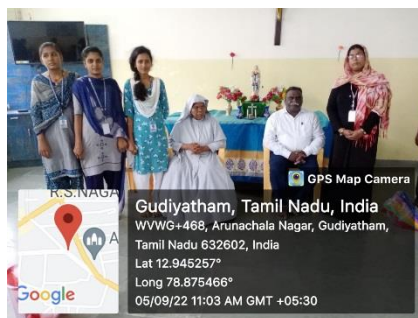 GPS Map Camera
R.S.NAGA
A
Google
Gudiyatham, Tamil Nadu, India
WVWG+468, Arunachala Nagar, Gudiyatham,
Tamil Nadu 632602, India
Lat 12.945257°
Long 78.875466°
05/09/22 11:03 AM GMT +05:30